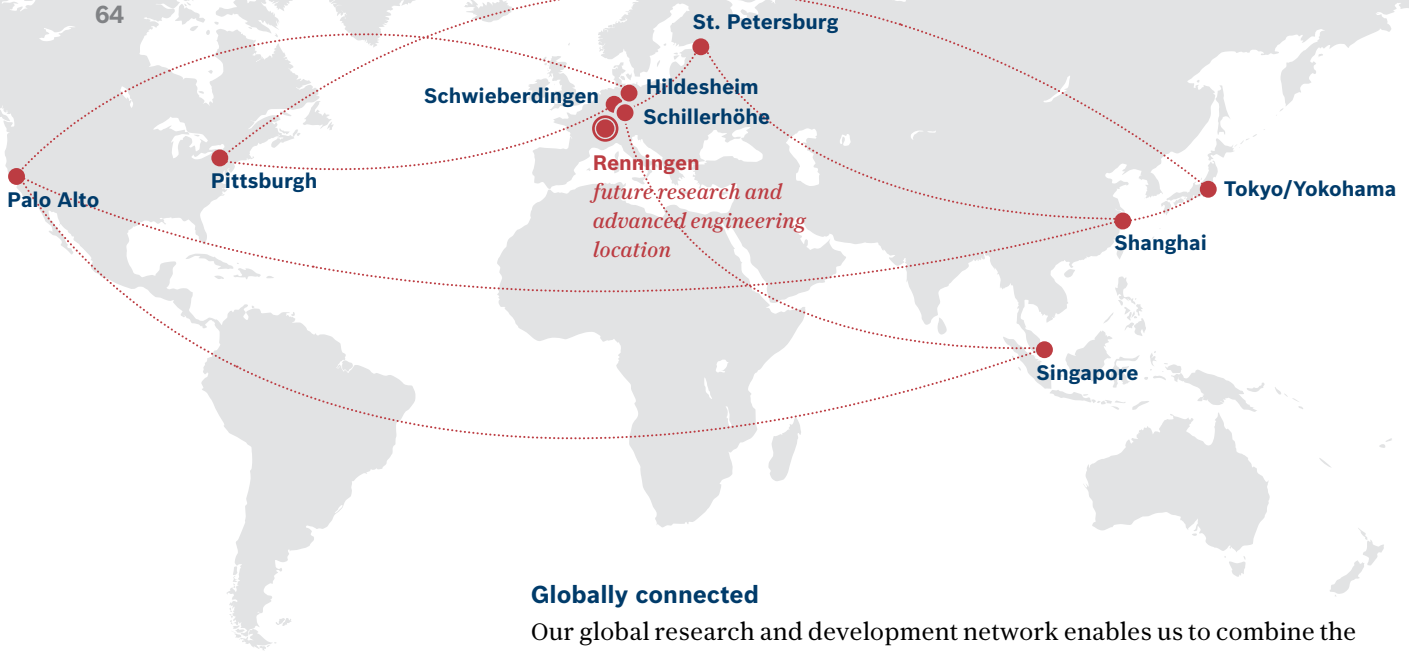 64
St. Petersburg
Hildesheim
Schwieberdingen
Schillerhöhe
Renningen
future research and
advanced engineering
location
Pittsburgh
Palo Alto
Tokyo/Yokohama
Shanghai
Singapore
Globally connected
Our global research and development network enables us to combine the